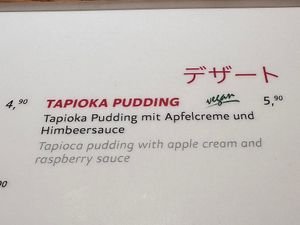 デザート
4,90 TAPIOKA PUDDING vegan 5,90
Tapioka Pudding mit Apfelcreme und
Himbeersauce
Tapioca pudding with apple cream and
raspberry sauce
90